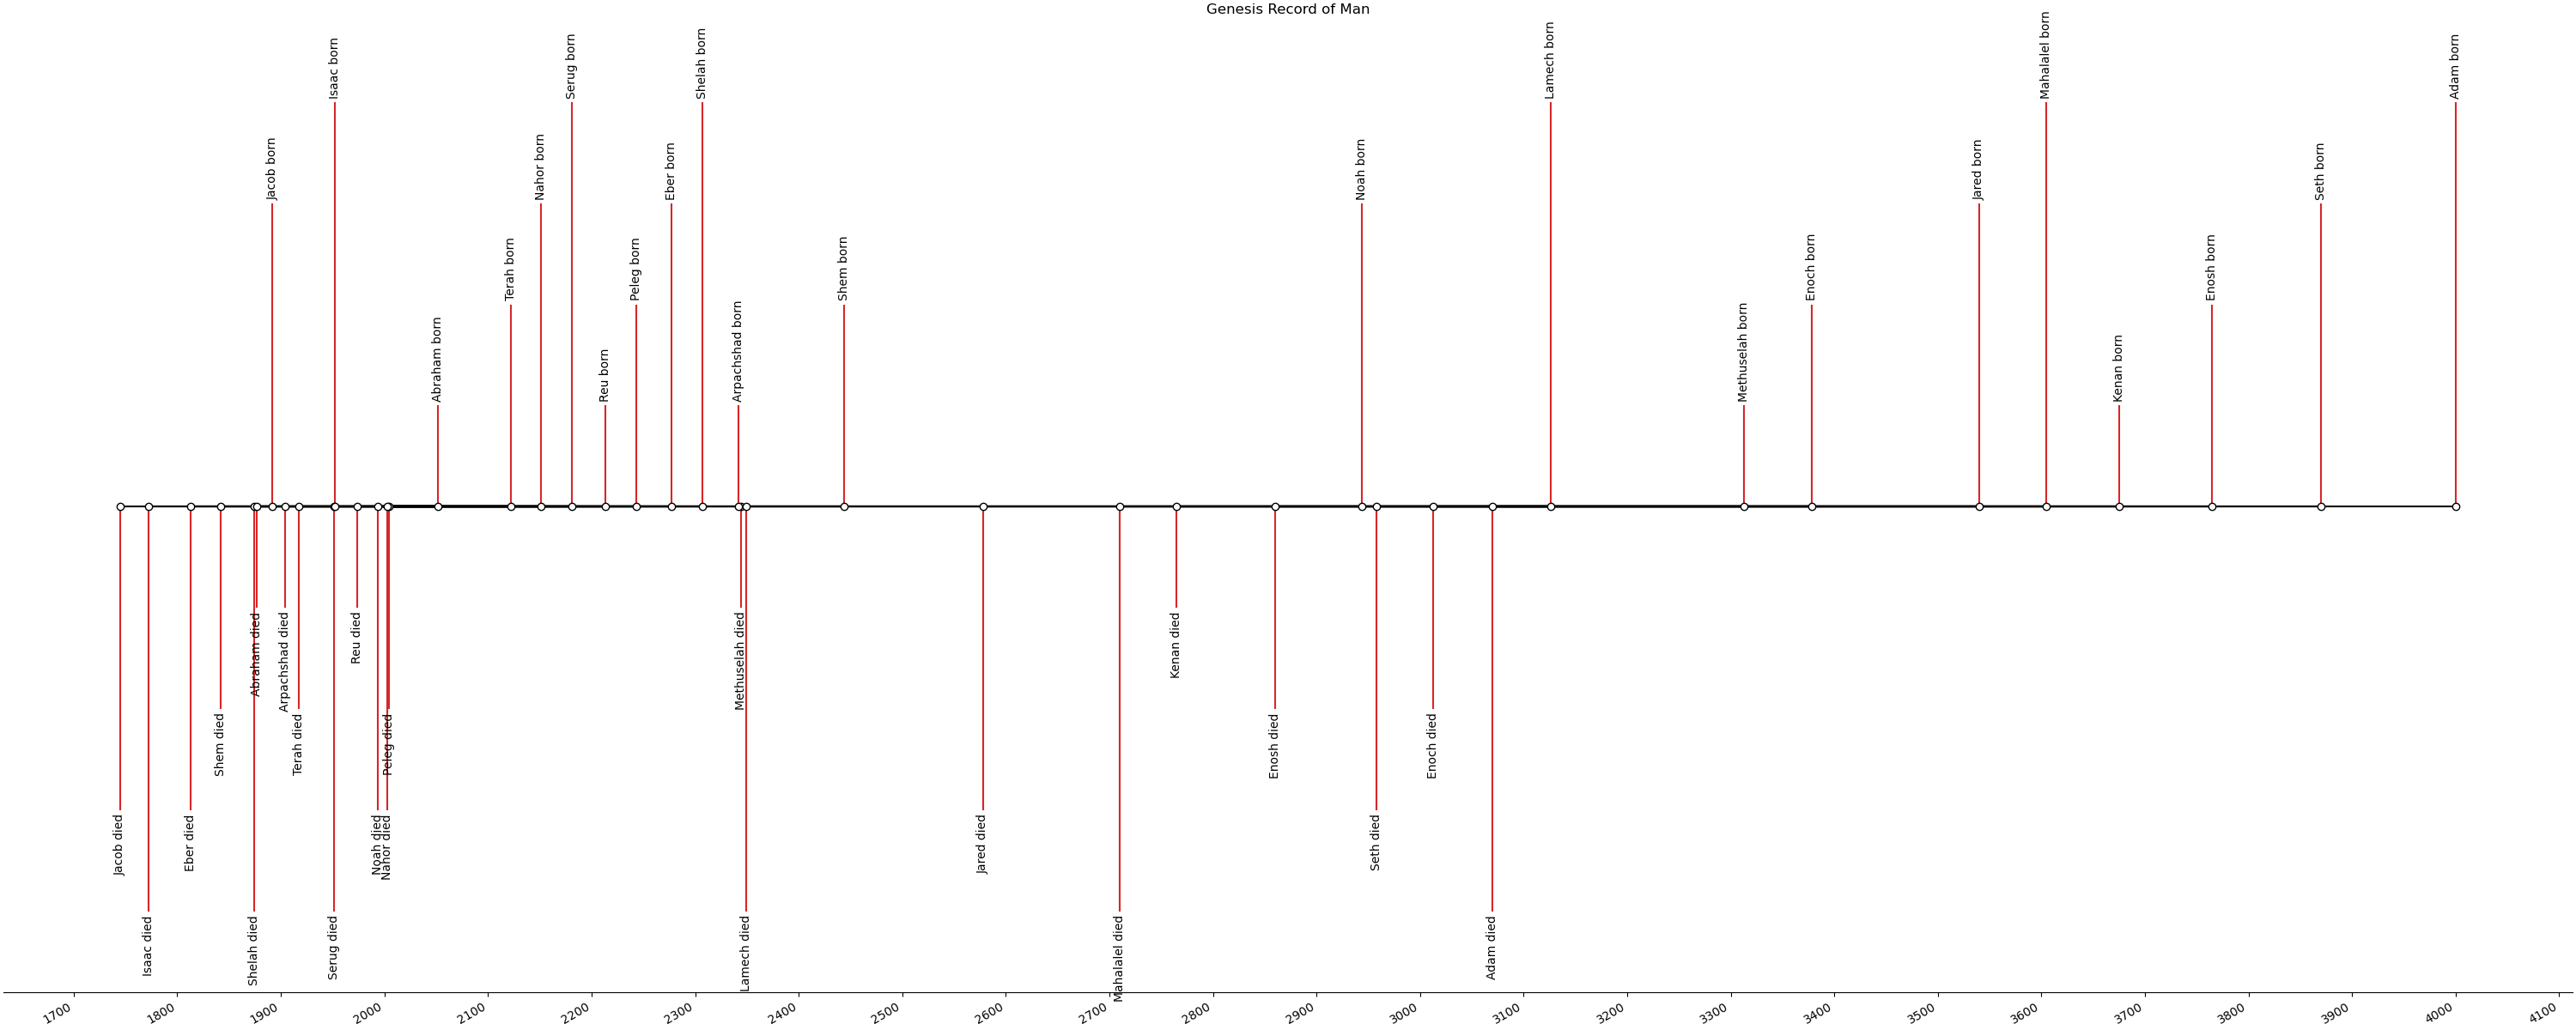 Genesis Record of Man
Jacob born
Isaac born
Abraham born
Terah born
Nahor born
Serug born
Reu born
Peleg born
Eber born
Shelah born
Arpachshad born
Shem born
Noah born
Lamech born
Methuselah born
Enoch born
Jared born
Mahalalel born
Kenan born
Enosh born
Seth born
Adam born
Jacob died
Isaac died
Eber died
Shem died
Shelah died
Abraham died
Arpachshad died
Terah died
Serug died
Reu died
Noah died
Nahor died
Peleg died
Methuselah died
Lamech died
Jared died
Mahalalel died
Kenan died
Enosh died
Seth died
Enoch died
Adam died
1700
1800
1900
2000
2100
2200
2300
2400
2500
2600
2700
2800
2900
3000
3100
3200
3300
3400
3500
3600
3700
3800
3900
4000
4100